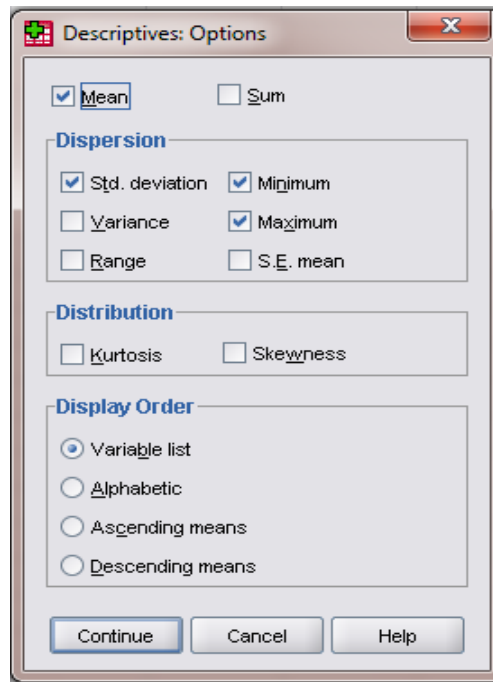 Descriptives: Options
Mean Sum
Dispersion
Std. deviation Minimum
Variance Maximum
Range S.E. mean
Distribution
Kurtosis Skewness
Display Order
Variable list
Alphabetic
Ascending means
Descending means
Continue Cancel Help